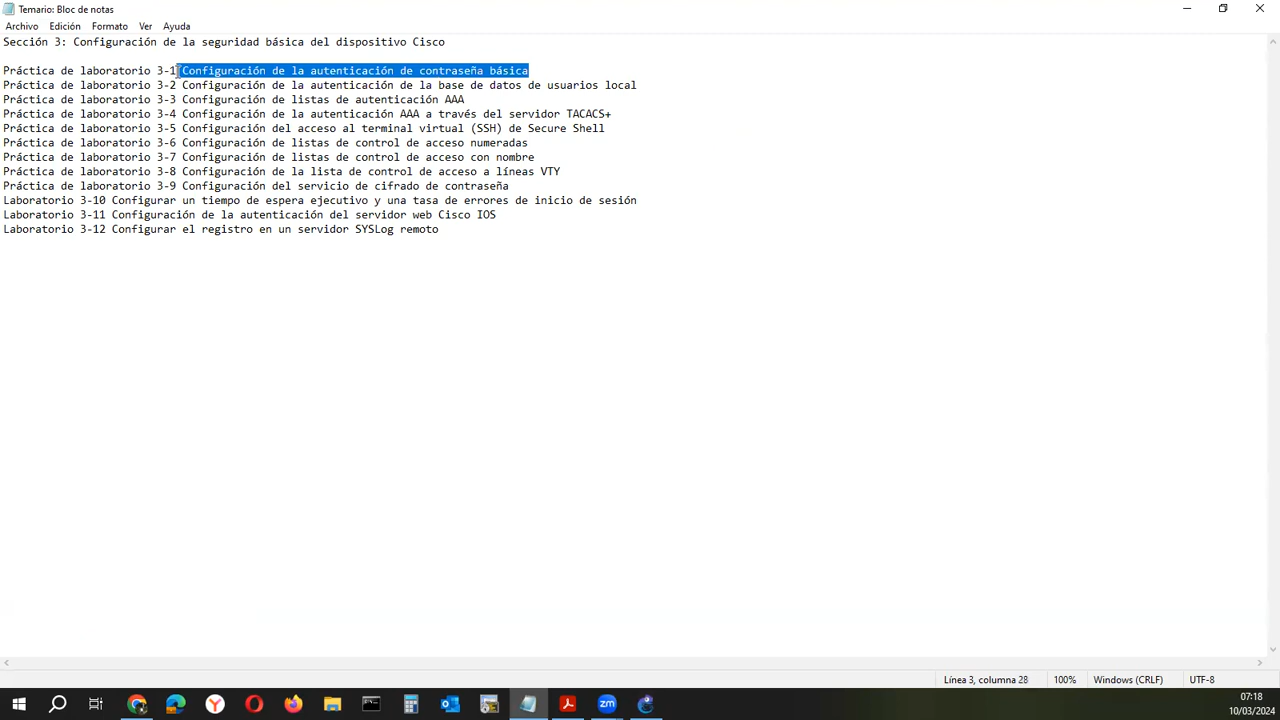 Temario: Bloc de notas
Archivo Edición Formato Ver Ayuda
Sección 3: Configuración de la seguridad básica del dispositivo Cisco
Práctica de laboratorio 3-1 Configuración de la autenticación de contraseña básica
Práctica de laboratorio 3-2 Configuración de la autenticación de la base de datos de usuarios local
Práctica de laboratorio 3-3 Configuración de listas de autenticación AAA
Práctica de laboratorio 3-4 Configuración de la autenticación AAA a través del servidor TACACS+
Práctica de laboratorio 3-5 Configuración del acceso al terminal virtual (SSH) de Secure Shell
Práctica de laboratorio 3-6 Configuración de listas de control de acceso numeradas
Práctica de laboratorio 3-7 Configuración de listas de control de acceso con nombre
Práctica de laboratorio 3-8 Configuración de la lista de control de acceso a líneas VTY
Práctica de laboratorio 3-9 Configuración del servicio de cifrado de contraseña
Laboratorio 3-10 Configurar un tiempo de espera ejecutivo y una tasa de errores de inicio de sesión
Laboratorio 3-11 Configuración de la autenticación del servidor web Cisco IOS
Laboratorio 3-12 Configurar el registro en un servidor SYSLog remoto
Línea 3, columna 28 100% Windows (CRLF) UTF-8
zm
07:18
10/03/2024